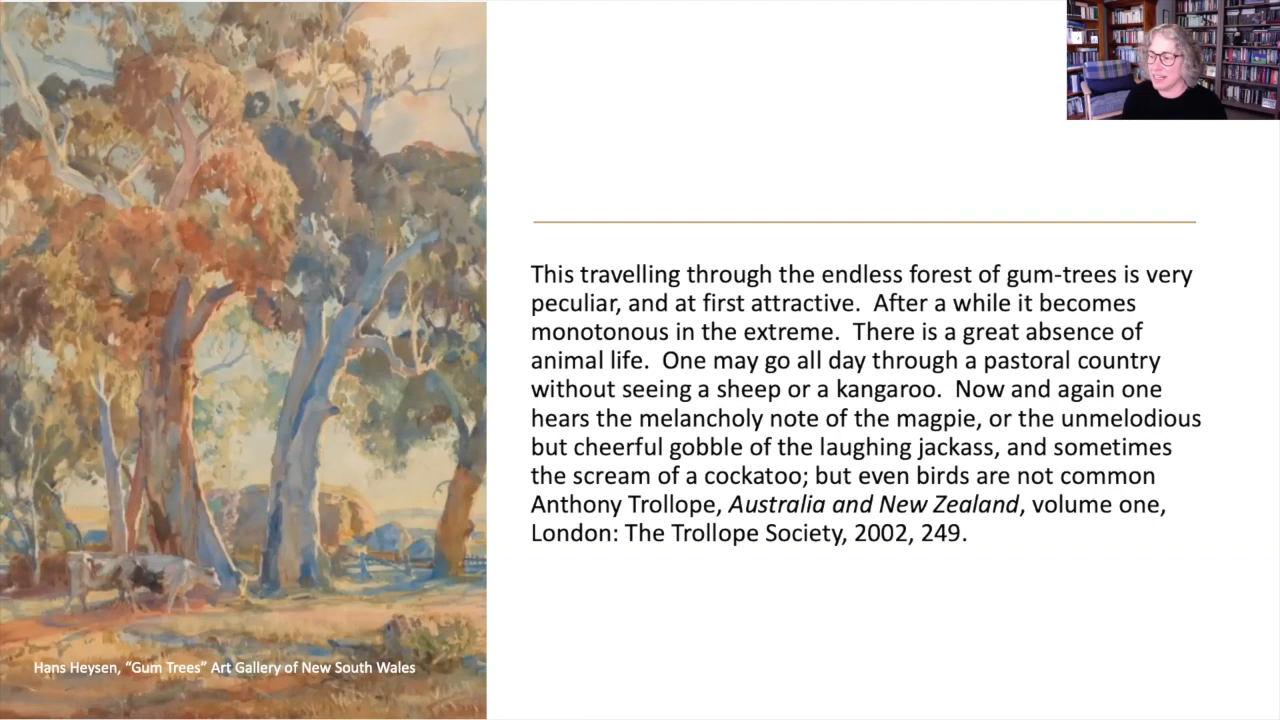 This travelling through the endless forest of gum-trees is very
peculiar, and at first attractive.  After a while it becomes
monotonous in the extreme.  There is a great absence of
animal life.  One may go all day through a pastoral country
without seeing a sheep or a kangaroo.  Now and again one
hears the melancholy note of the magpie, or the unmelodious
but cheerful gobble of the laughing jackass, and sometimes
the scream of a cockatoo; but even birds are not common
Anthony Trollope, Australia and New Zealand, volume one,
London: The Trollope Society, 2002, 249.
Hans Heysen, “Gum Trees” Art Gallery of New South Wales